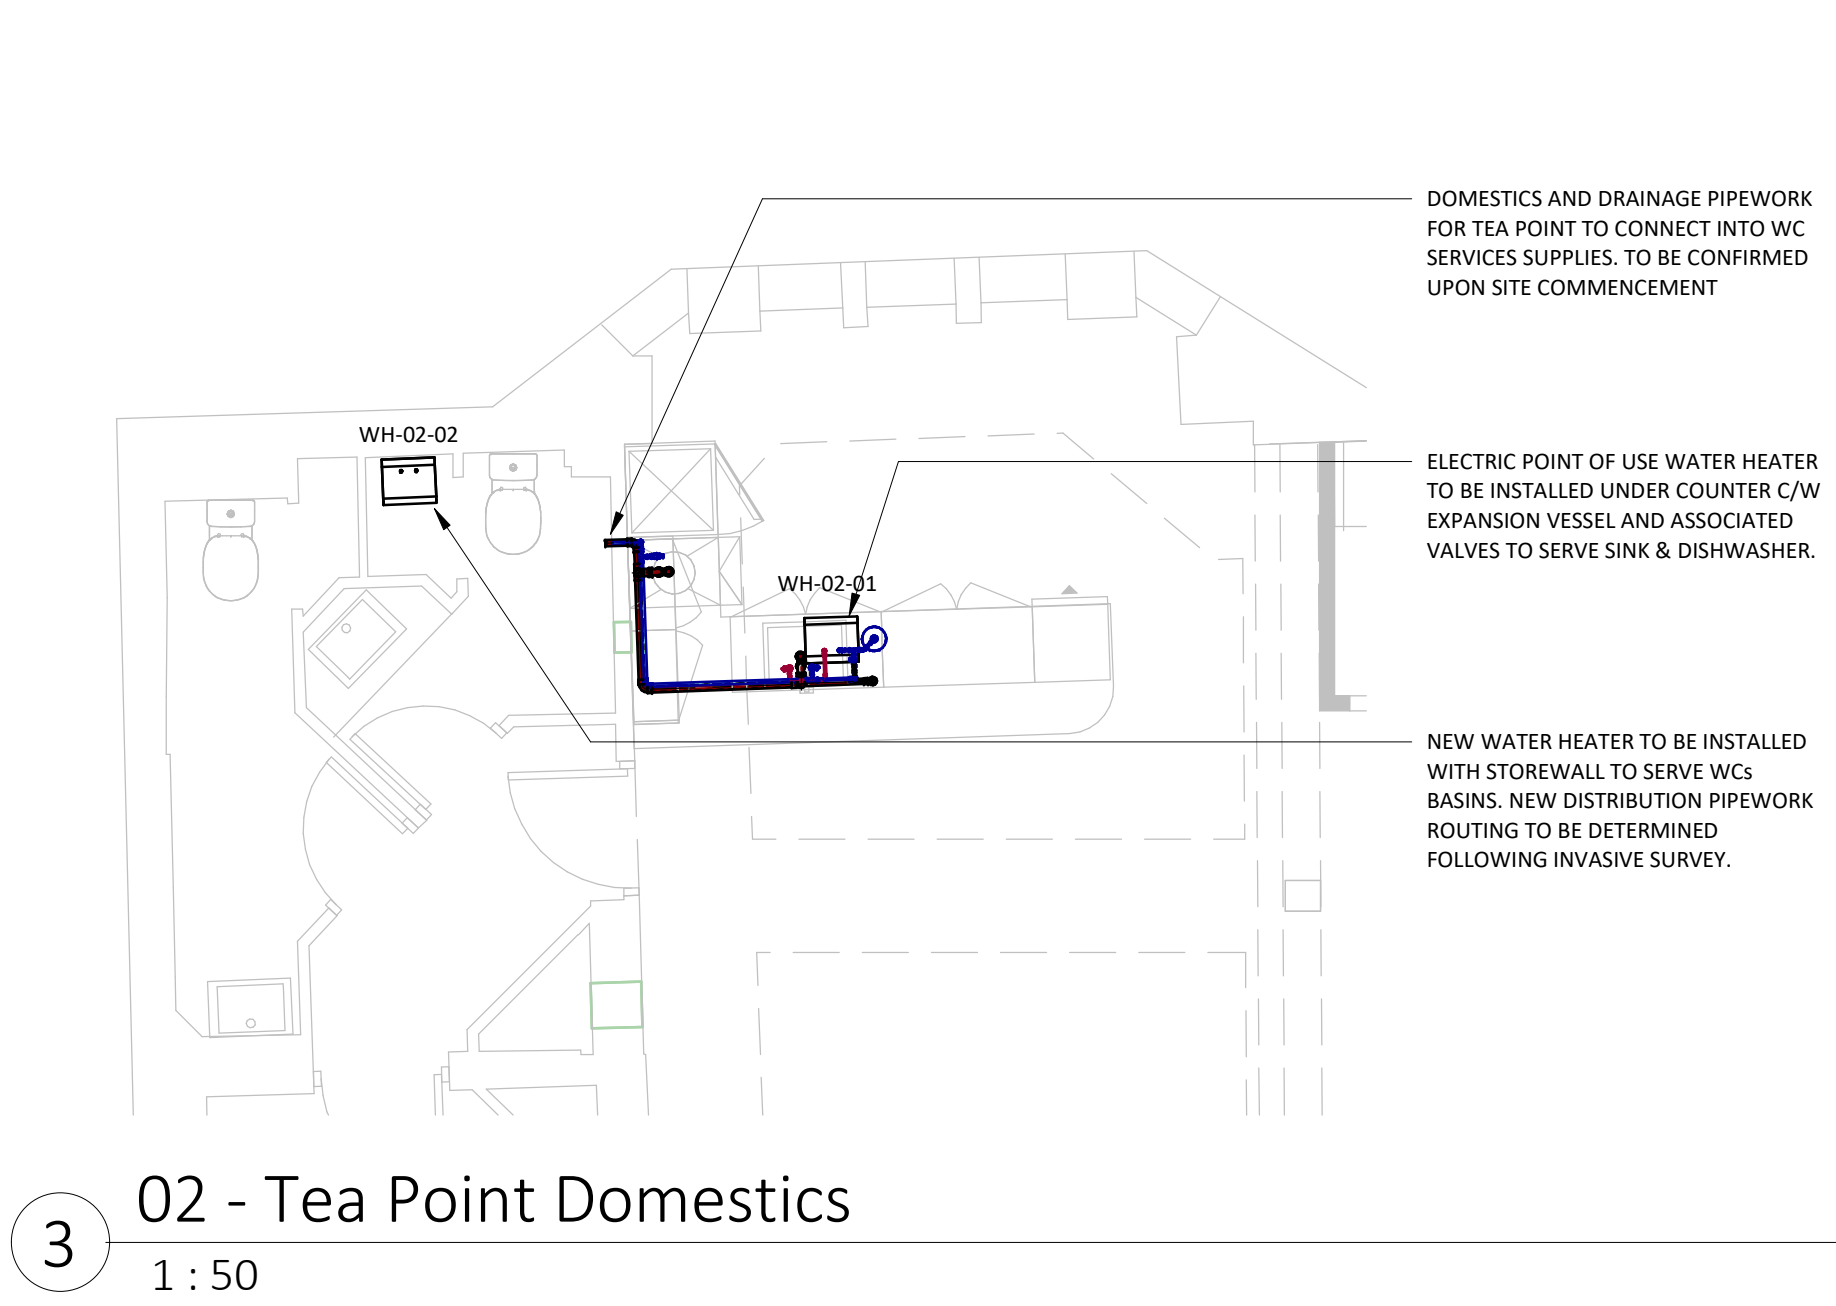 DOMESTICS AND DRAINAGE PIPEWORK
FOR TEA POINT TO CONNECT INTO WC
SERVICES SUPPLIES. TO BE CONFIRMED
UPON SITE COMMENCEMENT
WH-02-02
ELECTRIC POINT OF USE WATER HEATER
TO BE INSTALLED UNDER COUNTER C/W
EXPANSION VESSEL AND ASSOCIATED
VALVES TO SERVE SINK & DISHWASHER.
WH-02-01
NEW WATER HEATER TO BE INSTALLED
WITH STOREWALL TO SERVE WCs
BASINS. NEW DISTRIBUTION PIPEWORK
ROUTING TO BE DETERMINED
FOLLOWING INVASIVE SURVEY.
02 - Tea Point Domestics
3
1 : 50